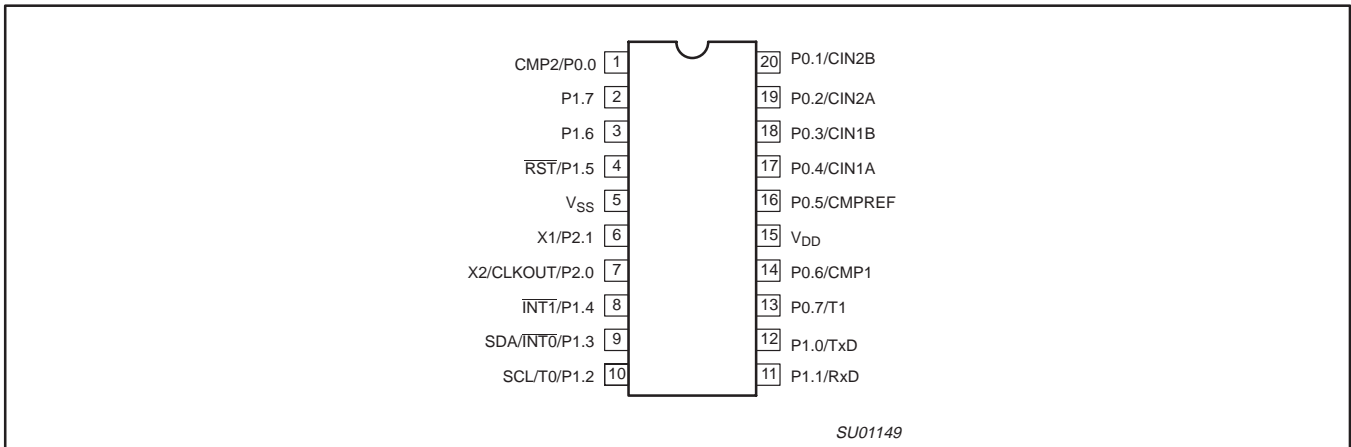 CMP2/P0.0 1 20 P0.1/CIN2B
P1.7 2 19 P0.2/CIN2A
P1.6 3 18 P0.3/CIN1B
R̅S̅T̅/P1.5 4 17 P0.4/CIN1A
VSS 5 16 P0.5/CMPREF
X1/P2.1 6 15 VDD
X2/CLKOUT/P2.0 7 14 P0.6/CMP1
I̅N̅T̅1̅/P1.4 8 13 P0.7/T1
SDA/I̅N̅T̅0̅/P1.3 9 12 P1.0/TxD
SCL/T0/P1.2 10 11 P1.1/RxD
SU01149